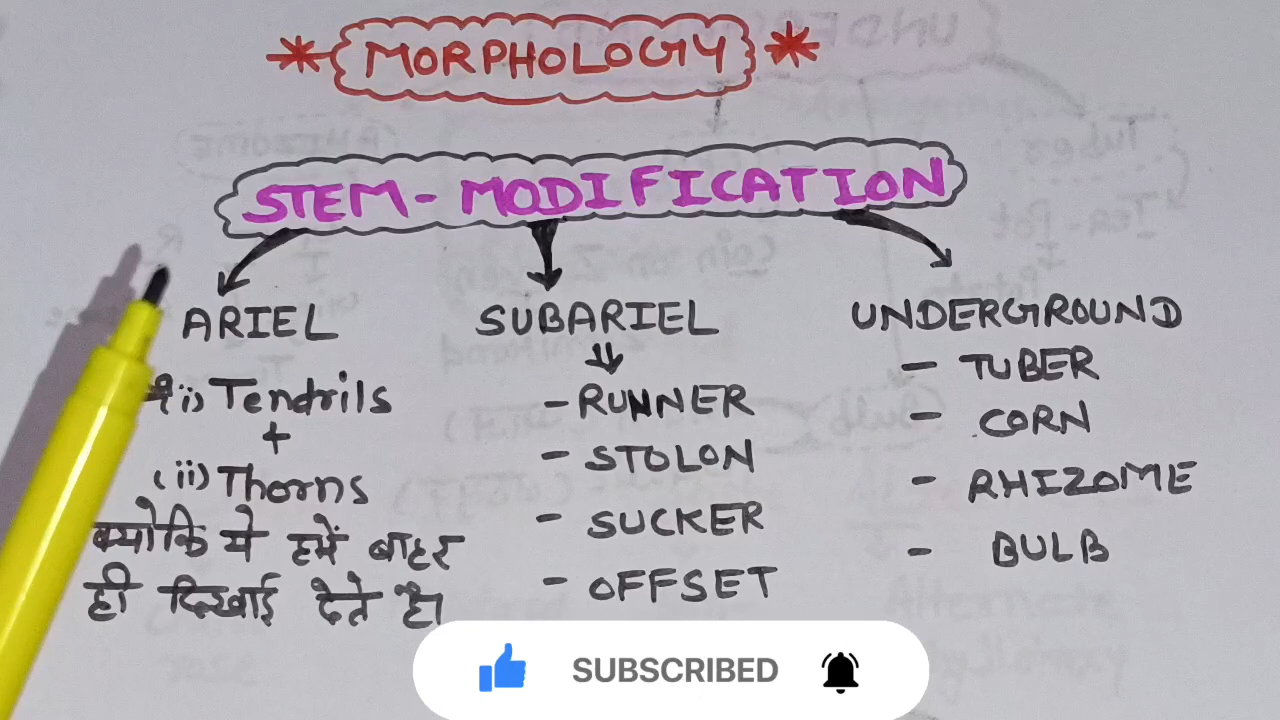 * MORPHOLOGY *
STEM-MODIFICATION
ARIEL
(i) Tendrils
+
(ii) Thorns
क्योकि ये हमें बाहर
ही दिखाई देते है।
SUBARIEL
- RUNNER
- STOLON
- SUCKER
- OFFSET
UNDERGROUND
- TUBER
- CORN
- RHIZOME
- BULB
SUBSCRIBED